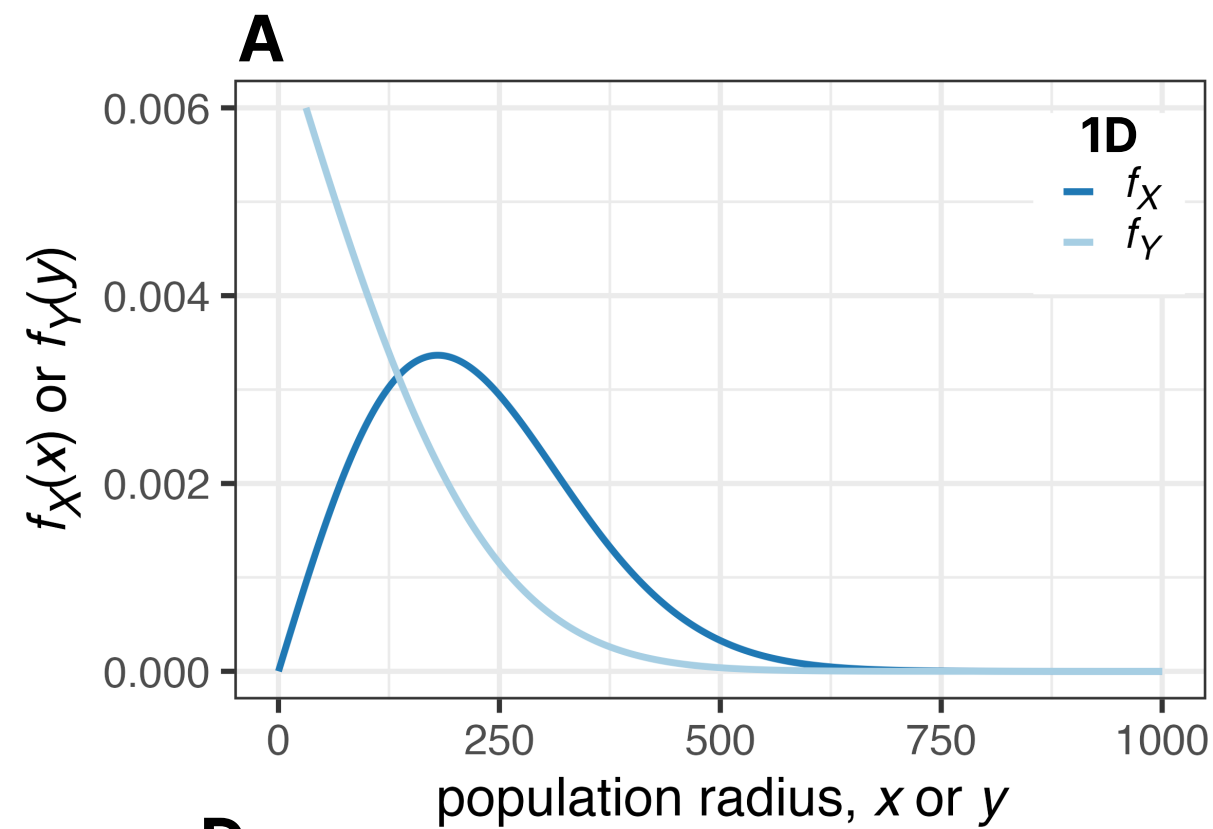 A
0.006
0.004
0.002
0.000
f_X(x) or f_Y(y)
1D
f_X
f_Y
0 250 500 750 1000
population radius, x or y